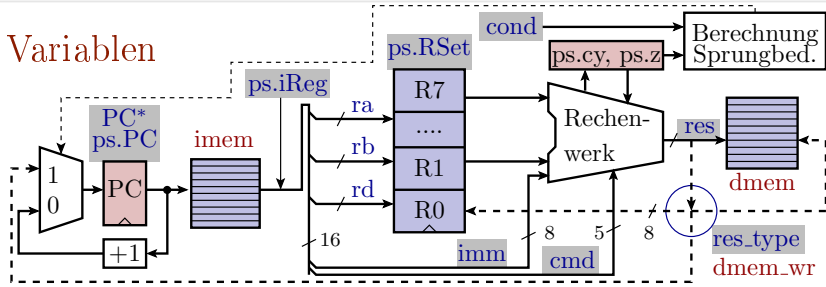 Variablen
cond
Berechnung
Sprungbed.
ps.RSet
ps.cy, ps.z
ps.iReg
PC*
ps.PC
imem
ra
rb
rd
R7
....
R1
R0
Rechen-
werk
res
dmem
1
0
PC
+1
16
8
5
8
imm
cmd
res_type
dmem_wr